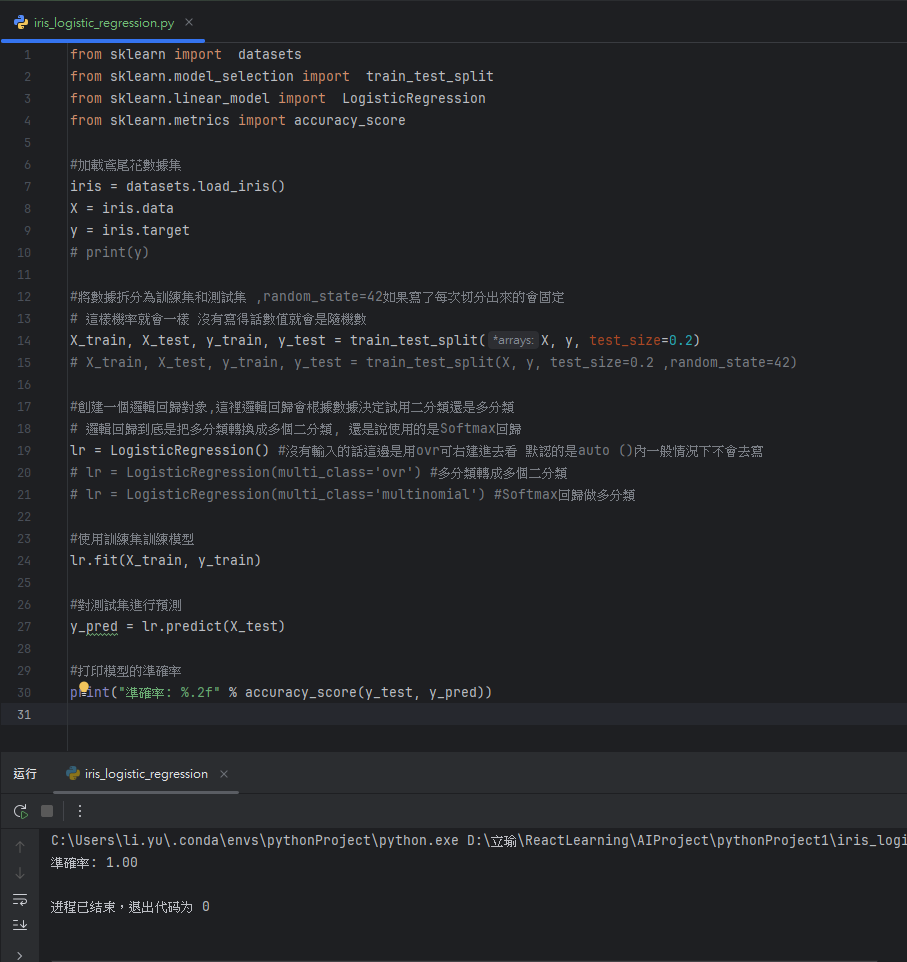 iris_logistic_regression.py
1 from sklearn import  datasets
2 from sklearn.model_selection import  train_test_split
3 from sklearn.linear_model import  LogisticRegression
4 from sklearn.metrics import accuracy_score
5
6 #加載鳶尾花數據集
7 iris = datasets.load_iris()
8 X = iris.data
9 y = iris.target
10 # print(y)
11
12 #將數據拆分為訓練集和測試集 ,random_state=42如果寫了每次切分出來的會固定
13 # 這樣機率就會一樣 沒有寫得話數值就會是隨機數
14 X_train, X_test, y_train, y_test = train_test_split( *arrays: X, y, test_size=0.2)
15 # X_train, X_test, y_train, y_test = train_test_split(X, y, test_size=0.2 ,random_state=42)
16
17 #創建一個邏輯回歸對象,這裡邏輯回歸會根據數據決定試用二分類還是多分類
18 # 邏輯回歸到底是把多分類轉換成多個二分類, 還是說使用的是Softmax回歸
19 lr = LogisticRegression() #沒有輸入的話這邊是用ovr可右建進去看 默認的是auto ()內一般情況下不會去寫
20 # lr = LogisticRegression(multi_class='ovr') #多分類轉成多個二分類
21 # lr = LogisticRegression(multi_class='multinomial') #Softmax回歸做多分類
22
23 #使用訓練集訓練模型
24 lr.fit(X_train, y_train)
25
26 #對測試集進行預測
27 y_pred = lr.predict(X_test)
28
29 #打印模型的準確率
30 print("準確率: %.2f" % accuracy_score(y_test, y_pred))
31
运行 iris_logistic_regression
C:\Users\li.yu\.conda\envs\pythonProject\python.exe D:\立瑜\ReactLearning\AIProject\pythonProject1\iris_logi
準確率: 1.00
进程已结束，退出代码为 0